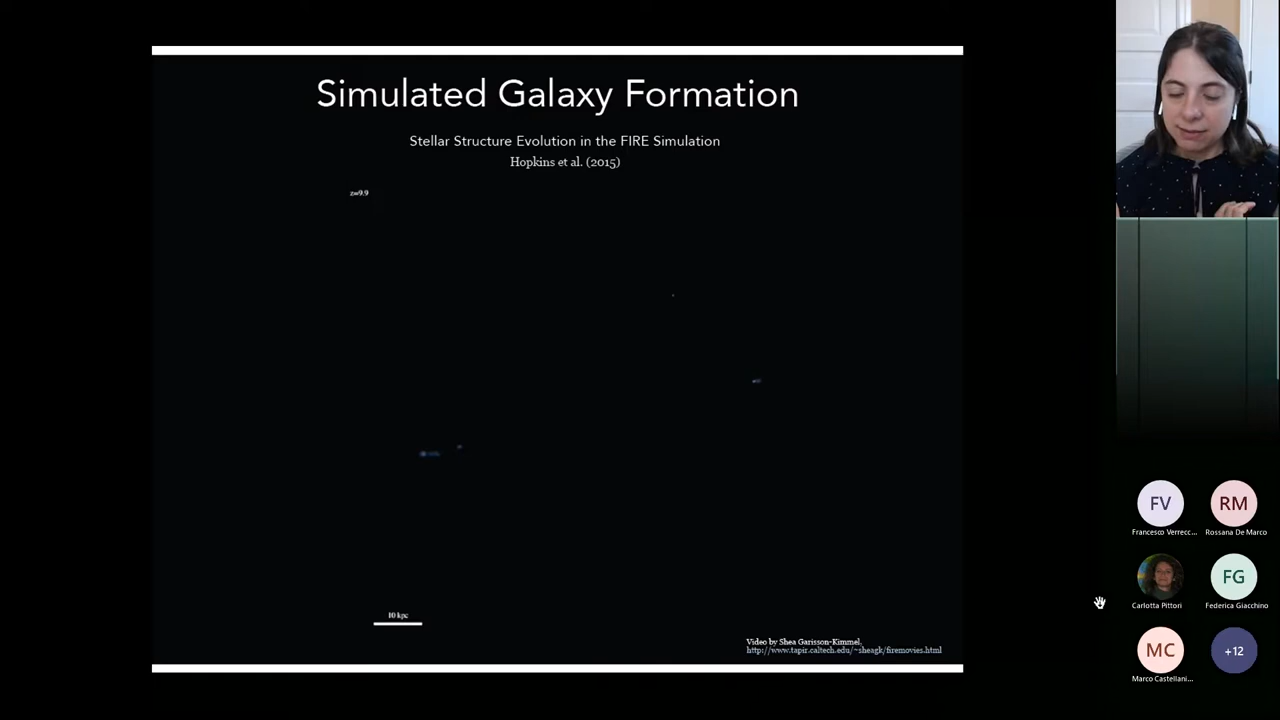 Simulated Galaxy Formation
Stellar Structure Evolution in the FIRE Simulation
Hopkins et al. (2015)
z=9.9
10 kpc
Video by Shea Garisson-Kimmel,
http://www.tapir.caltech.edu/~sheagk/firemovies.html
FV
RM
Francesco Verrecc...
Rossana De Marco
FG
Carlotta Pittori
Federica Giacchino
MC
+12
Marco Castellani...